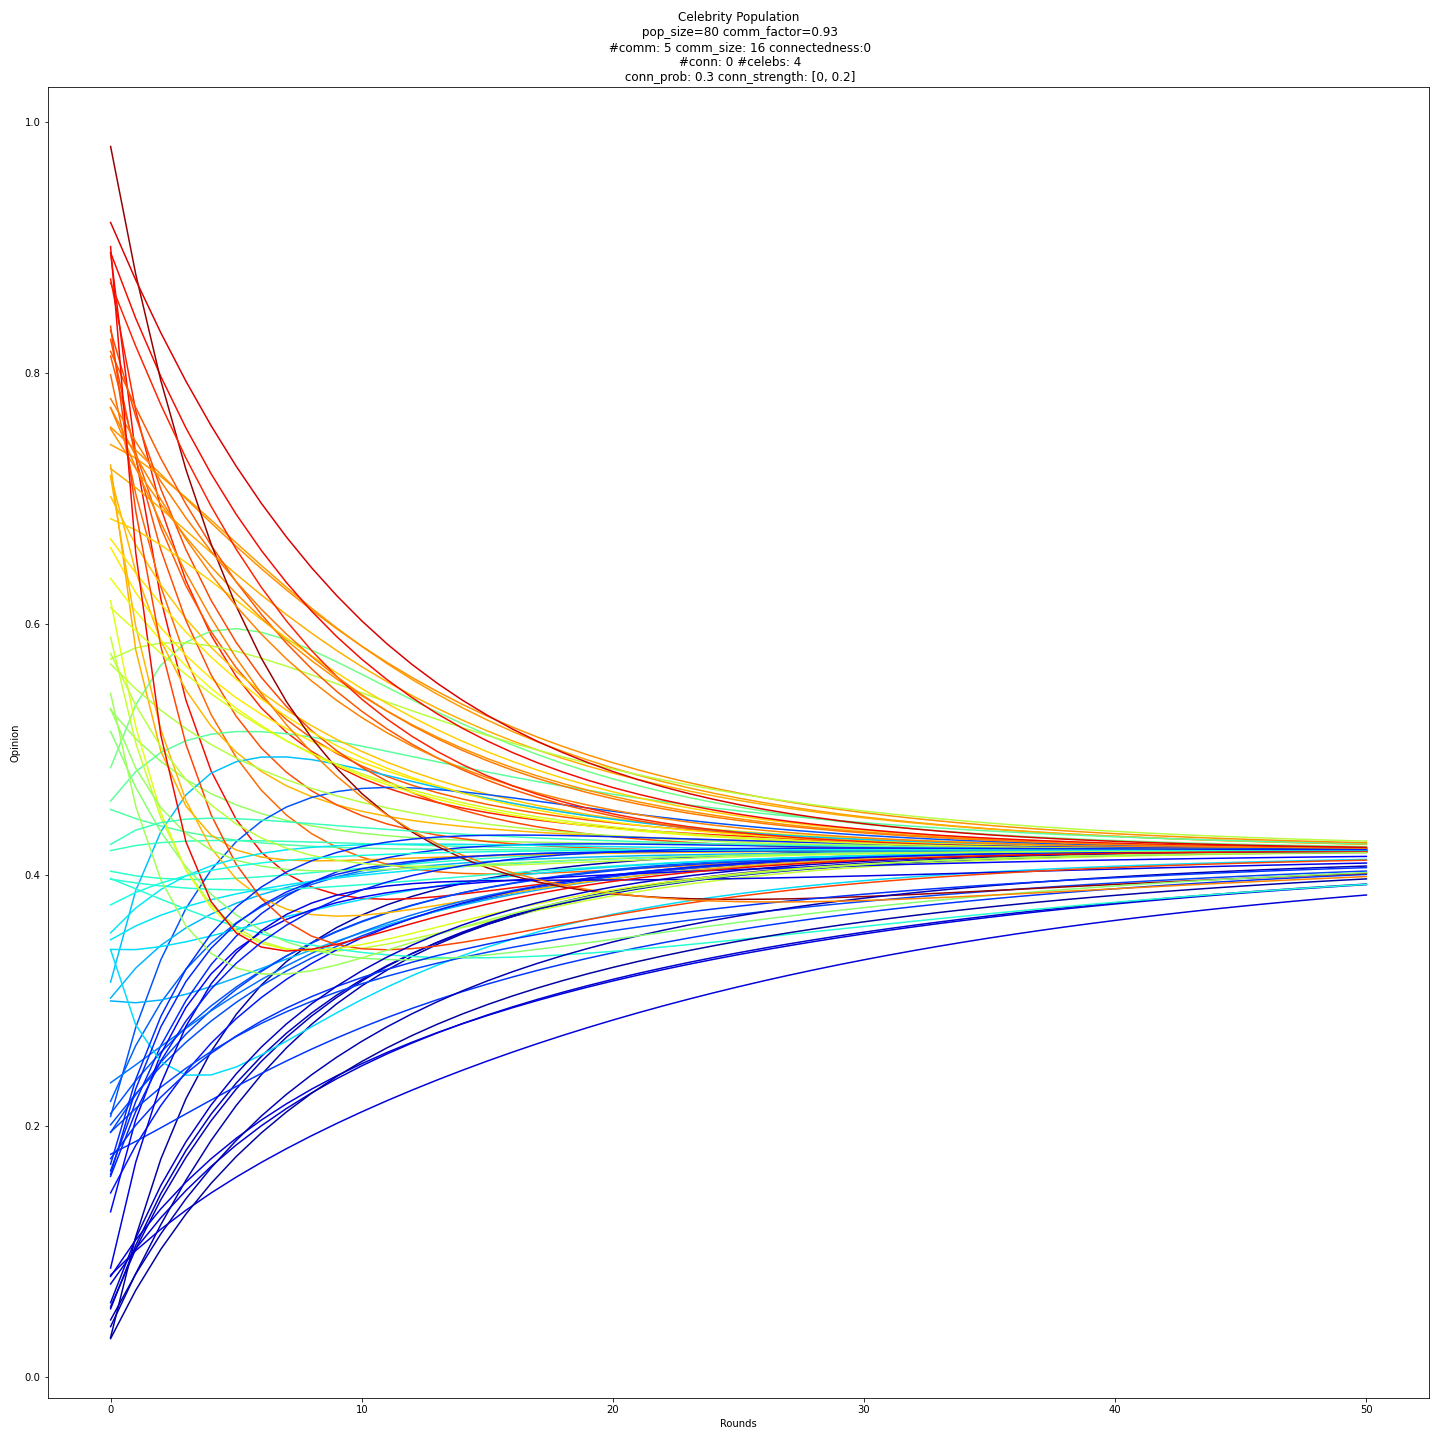 Celebrity Population
pop_size=80 comm_factor=0.93
#comm: 5 comm_size: 16 connectedness:0
#conn: 0 #celebs: 4
conn_prob: 0.3 conn_strength: [0, 0.2]
1.0
0.8
0.6
Opinion
0.4
0.2
0.0
0 10 20 30 40 50
Rounds